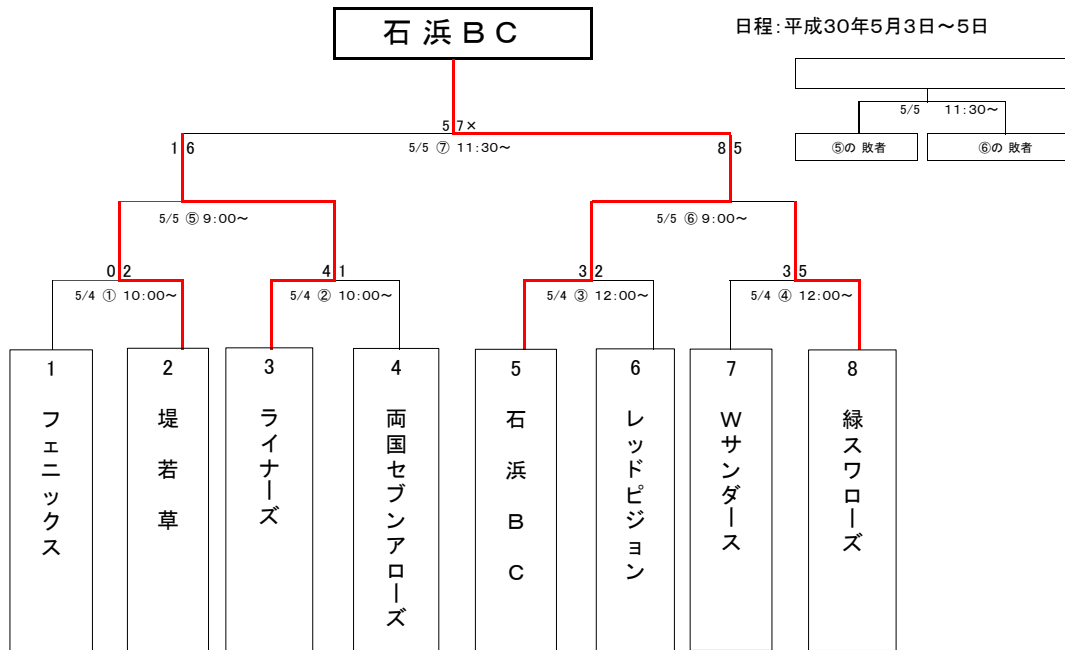 石浜BC
日程:平成30年5月3日～5日
5/5 11:30～
⑤の 敗者
⑥の 敗者
5 7×
5/5 ⑦ 11:30～
1 6
8 5
5/5 ⑤ 9:00～
5/5 ⑥ 9:00～
0 2
4 1
3 2
3 5
5/4 ① 10:00～
5/4 ② 10:00～
5/4 ③ 12:00～
5/4 ④ 12:00～
1
フェニックス
2
堤若草
3
ライナーズ
4
両国セブンアローズ
5
石浜BC
6
レッドピジョン
7
Wサンダース
8
緑スワローズ